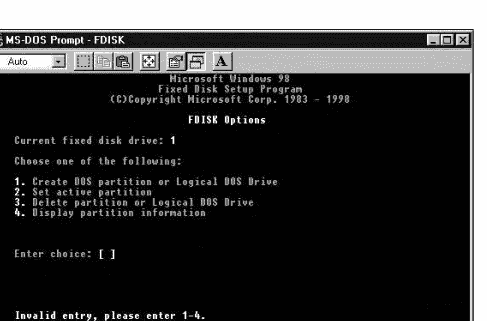 MS-DOS Prompt - FDISK
Auto
A
Microsoft Windows 98
Fixed Disk Setup Program
(C)Copyright Microsoft Corp. 1983 - 1998
FDISK Options
Current fixed disk drive: 1
Choose one of the following:
1. Create DOS partition or Logical DOS Drive
2. Set active partition
3. Delete partition or Logical DOS Drive
4. Display partition information
Enter choice: [ ]
Invalid entry, please enter 1-4.